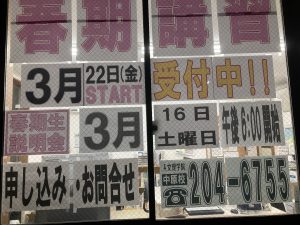 春期講習
3月 22日(金) START 受付中!!
春期生説明会 3月 16日土曜日 午後6:00開始
申し込み・お問合せ ☎204-6755